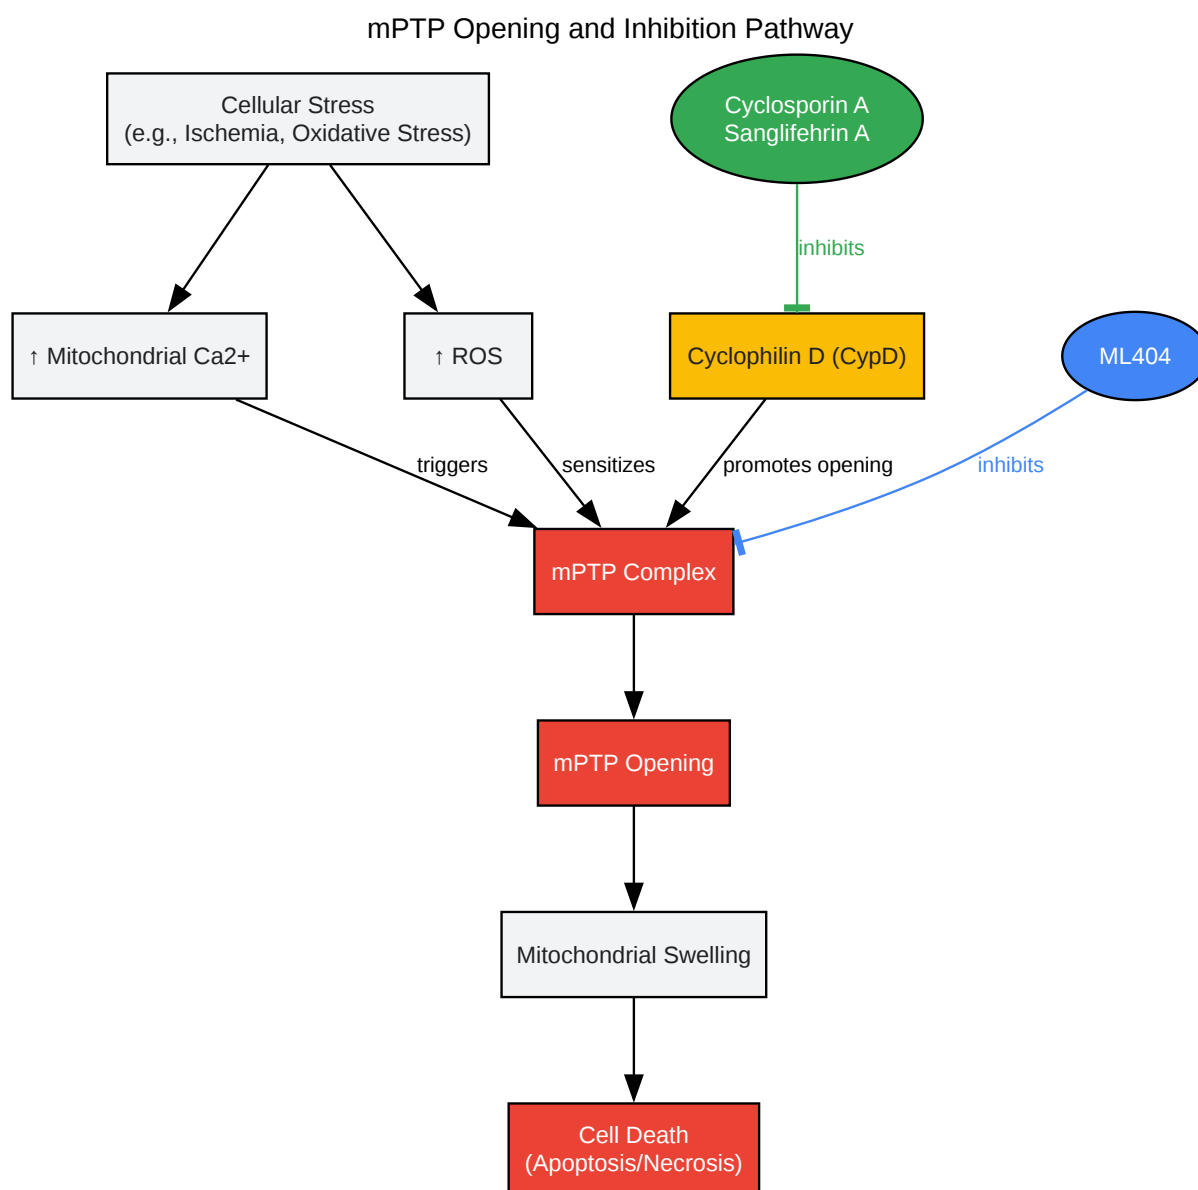 mPTP Opening and Inhibition Pathway
Cellular Stress
(e.g., Ischemia, Oxidative Stress)
Cyclosporin A
Sanglifehrin A
inhibits
↑ Mitochondrial Ca2+
↑ ROS
Cyclophilin D (CypD)
ML404
triggers
sensitizes
promotes opening
inhibits
mPTP Complex
mPTP Opening
Mitochondrial Swelling
Cell Death
(Apoptosis/Necrosis)